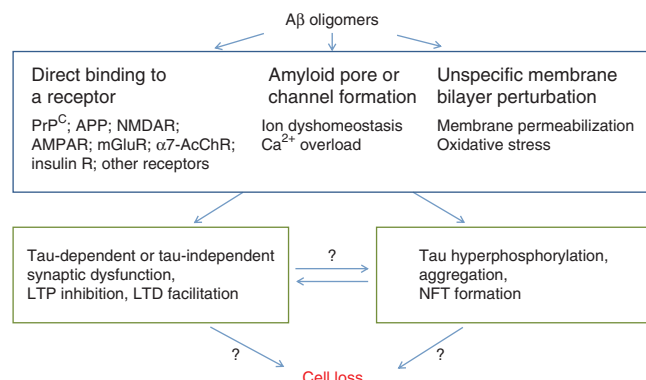 Aβ oligomers
Direct binding to
a receptor
PrP^C; APP; NMDAR;
AMPAR; mGluR; α7-AcChR;
insulin R; other receptors
Amyloid pore or
channel formation
Ion dyshomeostasis
Ca²⁺ overload
Unspecific membrane
bilayer perturbation
Membrane permeabilization
Oxidative stress
Tau-dependent or tau-independent
synaptic dysfunction,
LTP inhibition, LTD facilitation
?
Tau hyperphosphorylation,
aggregation,
NFT formation
?
?
Cell loss